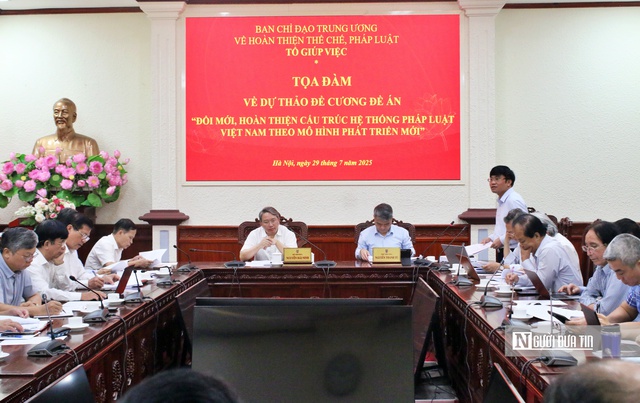 BAN CHỈ ĐẠO TRUNG ƯƠNG
VỀ HOÀN THIỆN THỂ CHẾ, PHÁP LUẬT
TỔ GIÚP VIỆC
*
TỌA ĐÀM
VỀ DỰ THẢO ĐỀ CƯƠNG ĐỀ ÁN
“ĐỔI MỚI, HOÀN THIỆN CẤU TRÚC HỆ THỐNG PHÁP LUẬT
VIỆT NAM THEO MÔ HÌNH PHÁT TRIỂN MỚI”
Hà Nội, ngày 29 tháng 7 năm 2025
NGƯỜI ĐƯA TIN